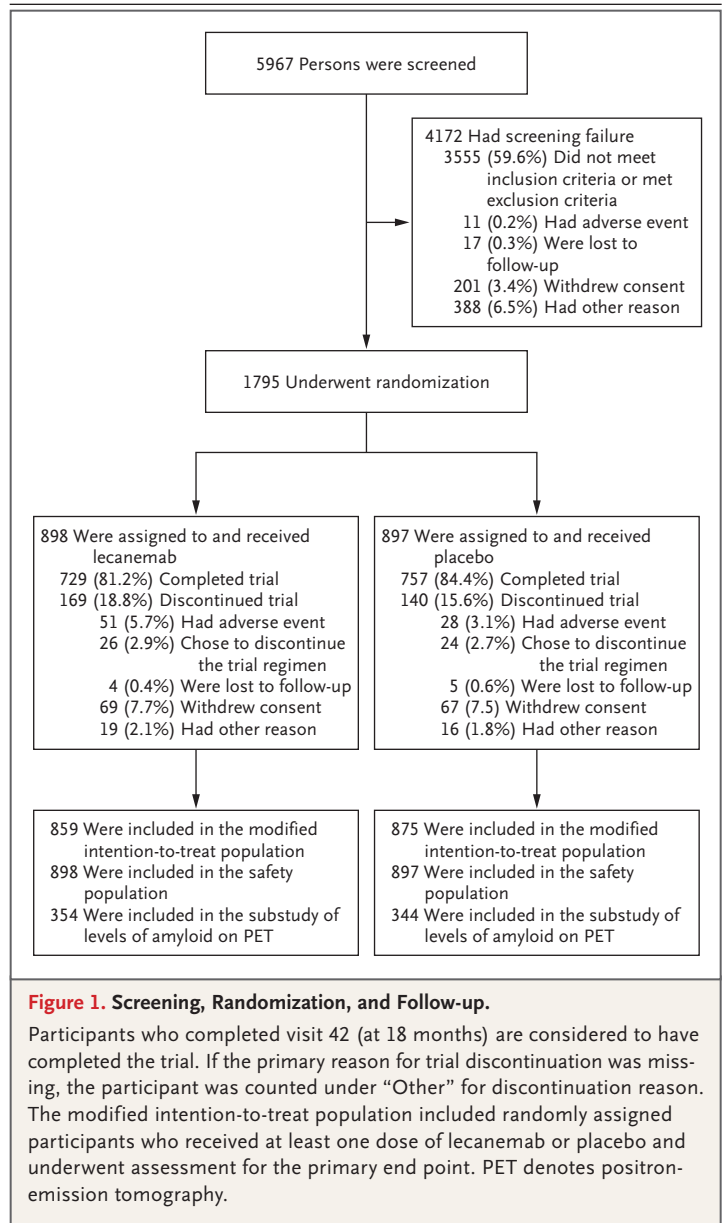 5967 Persons were screened
4172 Had screening failure
3555 (59.6%) Did not meet
inclusion criteria or met
exclusion criteria
11 (0.2%) Had adverse event
17 (0.3%) Were lost to
follow-up
201 (3.4%) Withdrew consent
388 (6.5%) Had other reason
1795 Underwent randomization
898 Were assigned to and received
lecanemab
729 (81.2%) Completed trial
169 (18.8%) Discontinued trial
51 (5.7%) Had adverse event
26 (2.9%) Chose to discontinue
the trial regimen
4 (0.4%) Were lost to follow-up
69 (7.7%) Withdrew consent
19 (2.1%) Had other reason
897 Were assigned to and received
placebo
757 (84.4%) Completed trial
140 (15.6%) Discontinued trial
28 (3.1%) Had adverse event
24 (2.7%) Chose to discontinue
the trial regimen
5 (0.6%) Were lost to follow-up
67 (7.5) Withdrew consent
16 (1.8%) Had other reason
859 Were included in the modified
intention-to-treat population
898 Were included in the safety
population
354 Were included in the substudy of
levels of amyloid on PET
875 Were included in the modified
intention-to-treat population
897 Were included in the safety
population
344 Were included in the substudy of
levels of amyloid on PET
Figure 1. Screening, Randomization, and Follow-up.
Participants who completed visit 42 (at 18 months) are considered to have
completed the trial. If the primary reason for trial discontinuation was miss-
ing, the participant was counted under “Other” for discontinuation reason.
The modified intention-to-treat population included randomly assigned
participants who received at least one dose of lecanemab or placebo and
underwent assessment for the primary end point. PET denotes positron-
emission tomography.